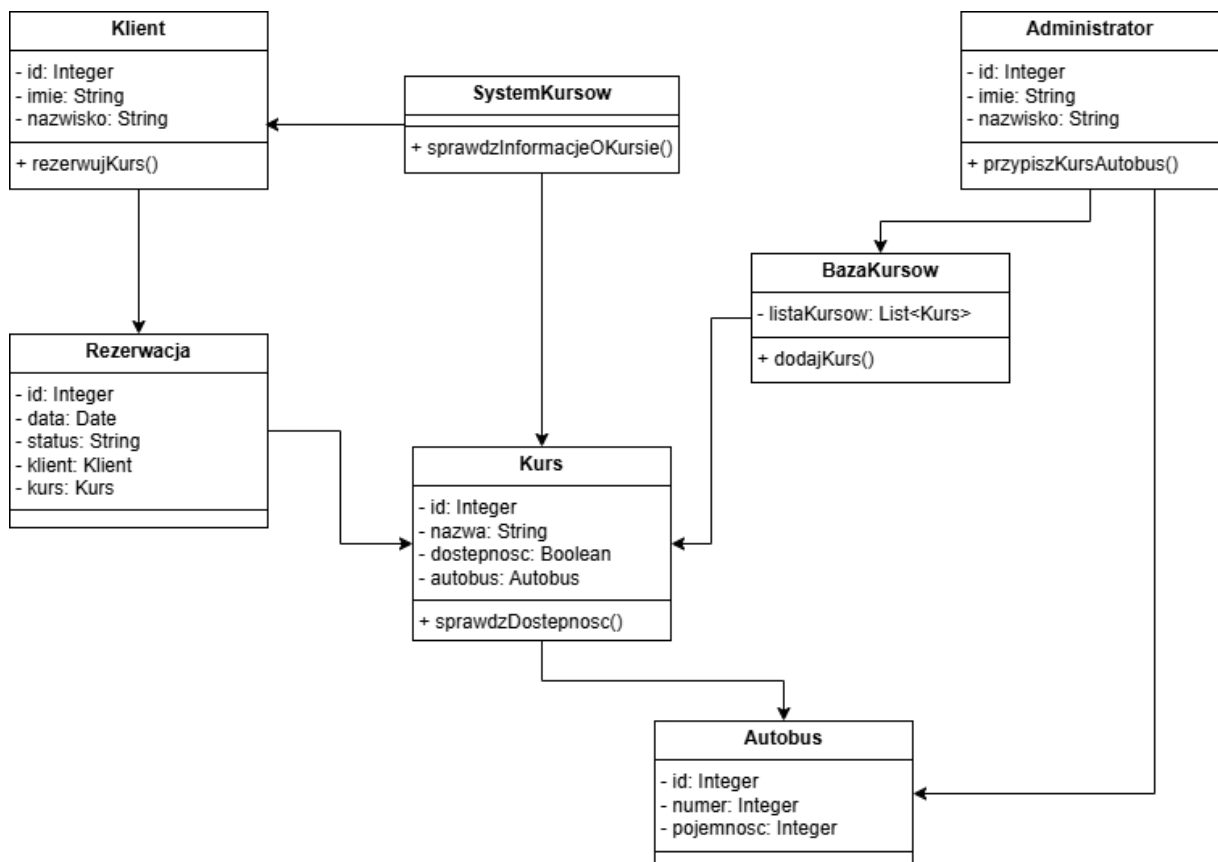 Klient
- id: Integer
- imie: String
- nazwisko: String
+ rezerwujKurs()
SystemKursow
+ sprawdzInformacjeOKursie()
Administrator
- id: Integer
- imie: String
- nazwisko: String
+ przypiszKursAutobus()
BazaKursow
- listaKursow: List<Kurs>
+ dodajKurs()
Rezerwacja
- id: Integer
- data: Date
- status: String
- klient: Klient
- kurs: Kurs
Kurs
- id: Integer
- nazwa: String
- dostepnosc: Boolean
- autobus: Autobus
+ sprawdzDostepnosc()
Autobus
- id: Integer
- numer: Integer
- pojemnosc: Integer